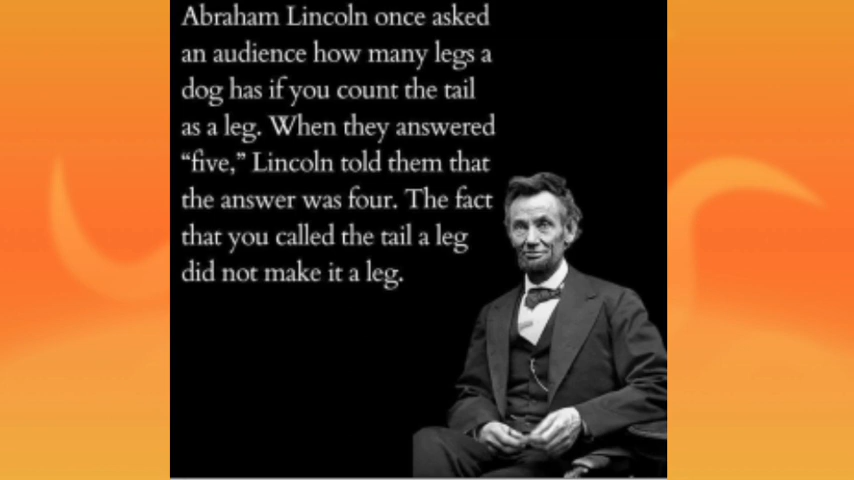 Abraham Lincoln once asked
an audience how many legs a
dog has if you count the tail
as a leg. When they answered
“five,” Lincoln told them that
the answer was four. The fact
that you called the tail a leg
did not make it a leg.